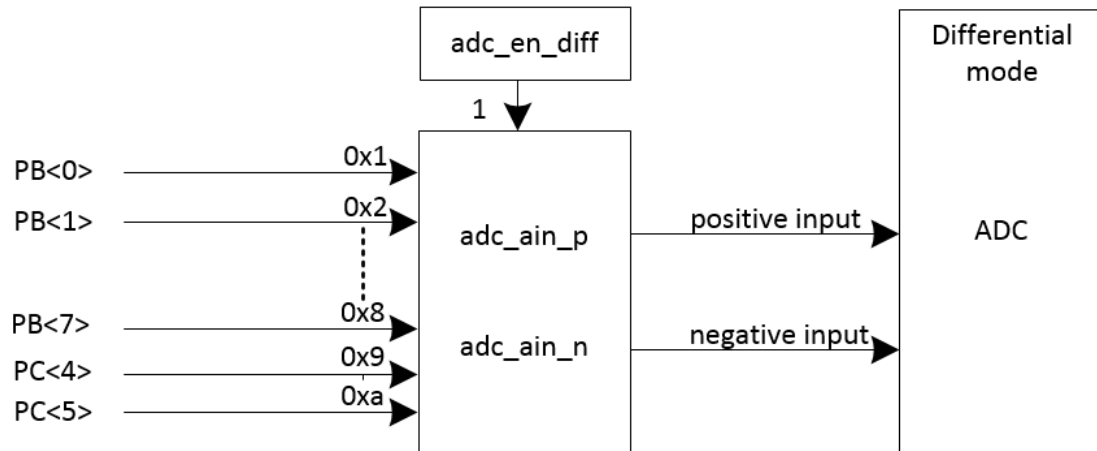 adc_en_diff
Differential
mode
1
PB<0>
0x1
PB<1>
0x2
adc_ain_p
positive input
ADC
PB<7>
0x8
adc_ain_n
negative input
PC<4>
0x9
PC<5>
0xa